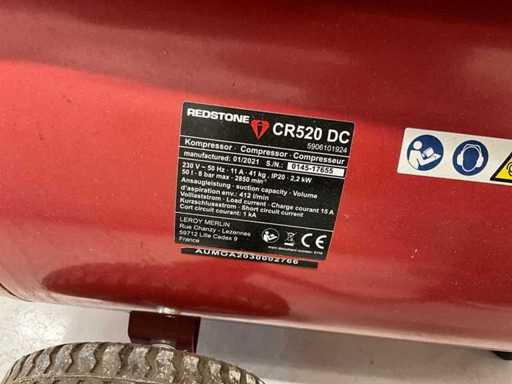 REDSTONE CR520 DC
5906101924
Kompressor · Compressor · Compresseur
manufactured: 01/2021 S./N.: 0145-17655
230 V ~ 50 Hz · 11 A · 41 kg , IP20 · 2,2 kW
50 l · 8 bar max · 2850 min⁻¹
Ansaugleistung · suction capacity · Volume
d'aspiration env.: 412 l/min
Volllaststrom · Load current · Charge courant 15 A
Kurzschlussstrom · Short circuit current
Cort circuit courant: 1 kA
LEROY MERLIN
Rue Chanzy - Lezennes
59712 Lille Cedex 9
France
CE
AUMOA2030002766